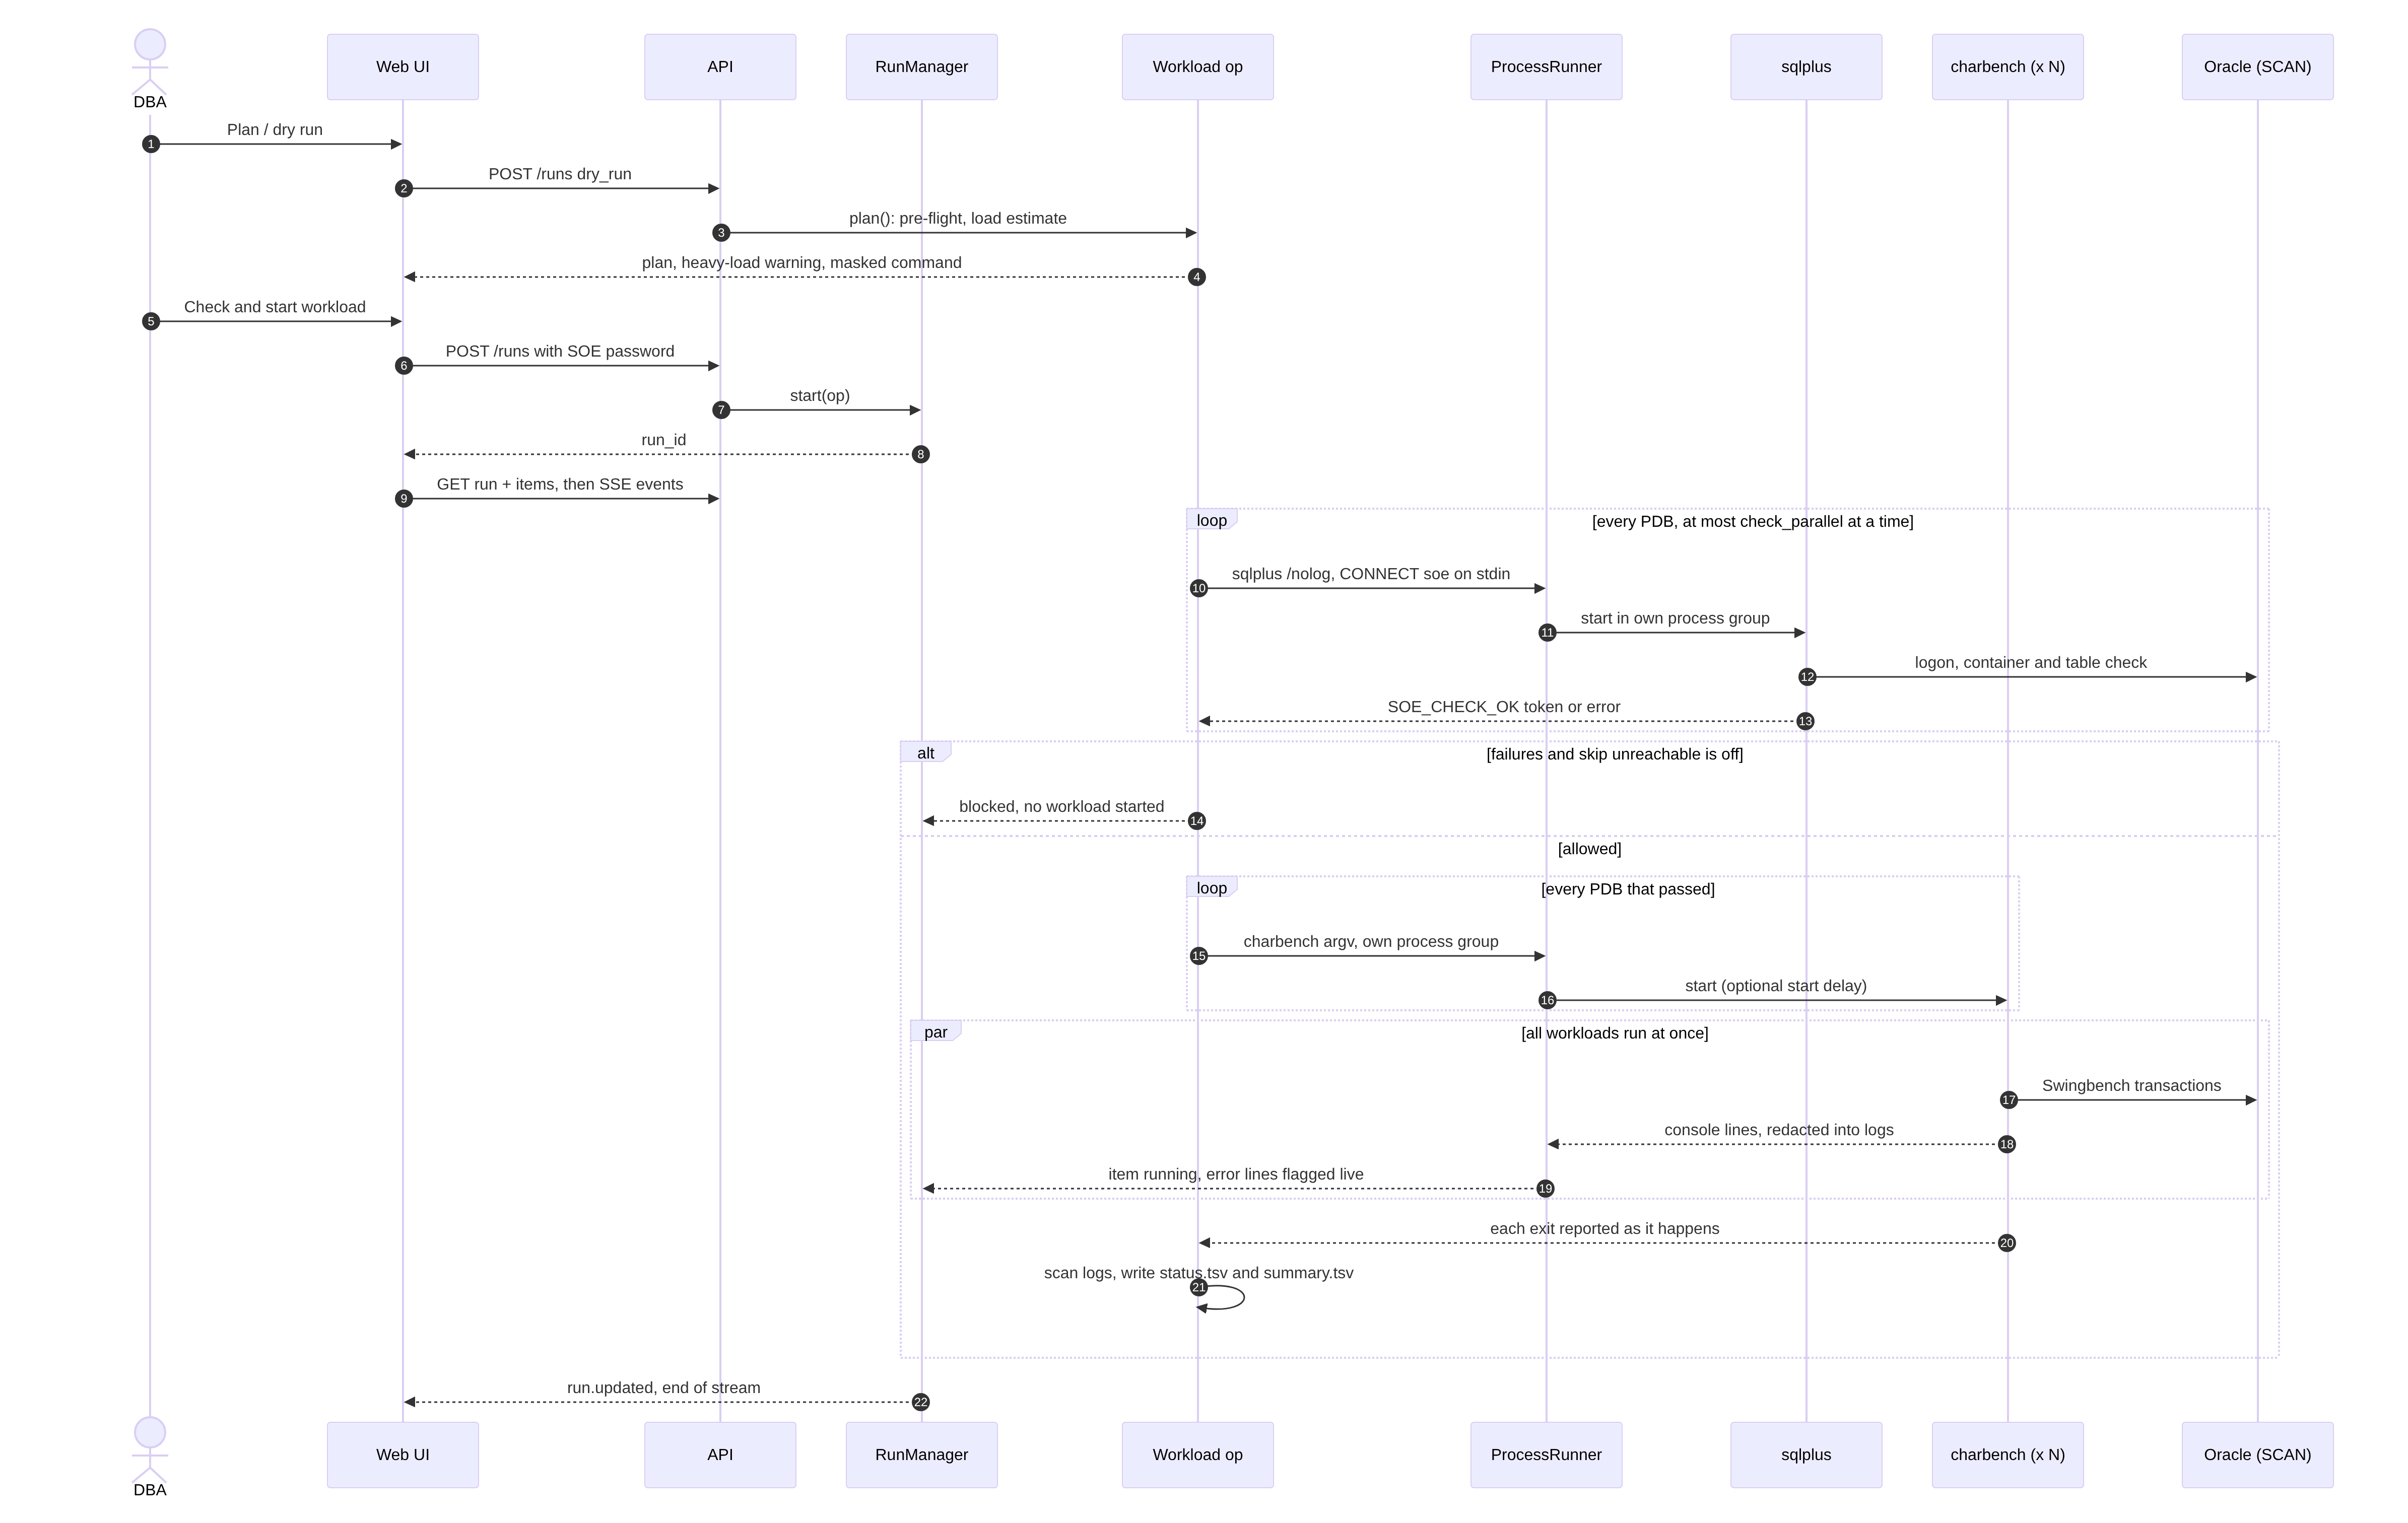 DBA
Web UI
API
RunManager
Workload op
ProcessRunner
sqlplus
charbench (x N)
Oracle (SCAN)
Plan / dry run
1
POST /runs dry_run
2
plan(): pre-flight, load estimate
3
plan, heavy-load warning, masked command
4
Check and start workload
5
POST /runs with SOE password
6
start(op)
7
run_id
8
GET run + items, then SSE events
9
loop
[every PDB, at most check_parallel at a time]
sqlplus /nolog, CONNECT soe on stdin
10
start in own process group
11
logon, container and table check
12
SOE_CHECK_OK token or error
13
alt
[failures and skip unreachable is off]
blocked, no workload started
14
[allowed]
loop
[every PDB that passed]
charbench argv, own process group
15
start (optional start delay)
16
par
[all workloads run at once]
Swingbench transactions
17
console lines, redacted into logs
18
item running, error lines flagged live
19
each exit reported as it happens
20
scan logs, write status.tsv and summary.tsv
21
run.updated, end of stream
22
DBA
Web UI
API
RunManager
Workload op
ProcessRunner
sqlplus
charbench (x N)
Oracle (SCAN)